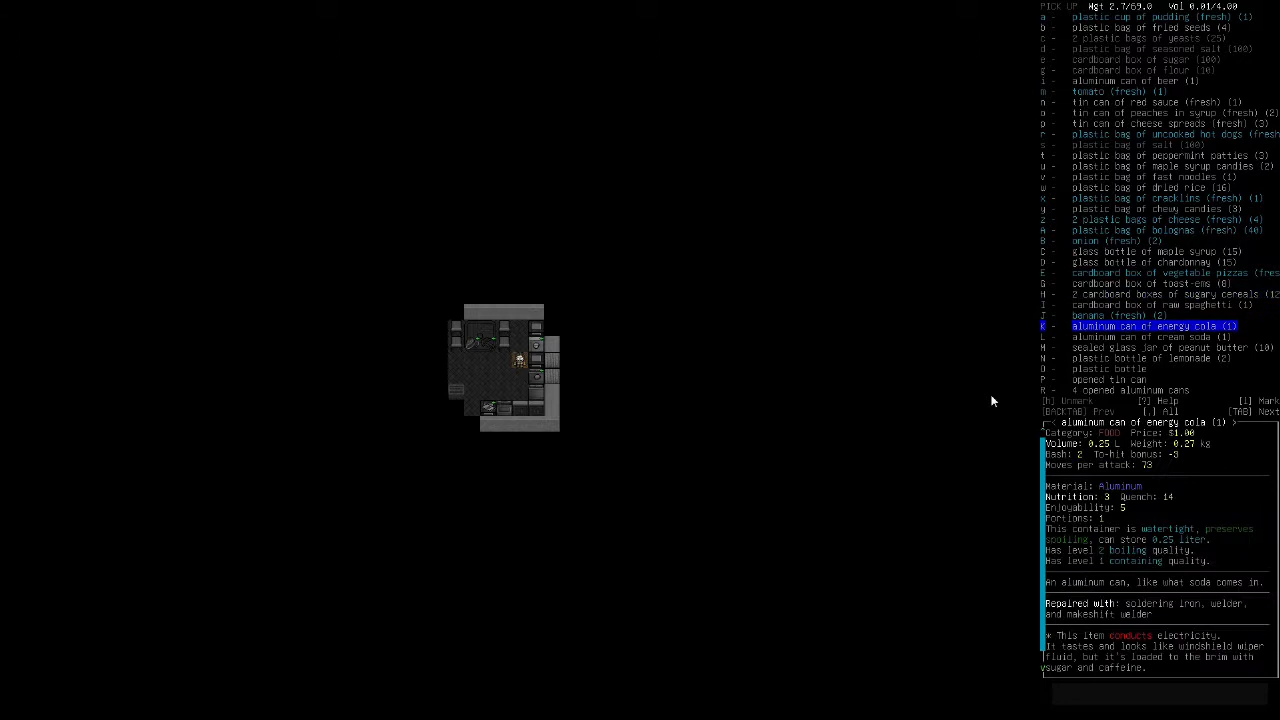 PICK UP Wgt 2.7/69.0 Vol 0.01/4.00
a - plastic cup of pudding (fresh) (1)
b - plastic bag of fried seeds (4)
c - 2 plastic bags of yeasts (25)
d - plastic bag of seasoned salt (100)
e - cardboard box of sugar (100)
g - cardboard box of flour (10)
i - aluminum can of beer (1)
m - tomato (fresh) (1)
n - tin can of red sauce (fresh) (1)
o - tin can of peaches in syrup (fresh) (2)
p - tin can of cheese spreads (fresh) (3)
r - plastic bag of uncooked hot dogs (fresh
s - plastic bag of salt (100)
t - plastic bag of peppermint patties (3)
u - plastic bag of maple syrup candies (2)
v - plastic bag of fast noodles (1)
w - plastic bag of dried rice (16)
x - plastic bag of cracklins (fresh) (1)
y - plastic bag of chewy candies (3)
z - 2 plastic bags of cheese (fresh) (4)
A - plastic bag of bolognas (fresh) (40)
B - onion (fresh) (2)
C - glass bottle of maple syrup (15)
D - glass bottle of chardonnay (15)
E - cardboard box of vegetable pizzas (fres
G - cardboard box of toast-ems (8)
H - 2 cardboard boxes of sugary cereals (12
I - cardboard box of raw spaghetti (1)
J - banana (fresh) (2)
K - aluminum can of energy cola (1)
L - aluminum can of cream soda (1)
M - sealed glass jar of peanut butter (10)
N - plastic bottle of lemonade (2)
O - plastic bottle
P - opened tin can
R - 4 opened aluminum cans
[h] Unmark [?] Help [l] Mark
[BACKTAB] Prev [,] All [TAB] Next
< aluminum can of energy cola (1) >
Category: FOOD Price: $1.00
Volume: 0.25 L Weight: 0.27 kg
Bash: 2 To-hit bonus: -3
Moves per attack: 73
Material: Aluminum
Nutrition: 3 Quench: 14
Enjoyability: 5
Portions: 1
This container is watertight, preserves
spoiling, can store 0.25 liter.
Has level 2 boiling quality.
Has level 1 containing quality.
An aluminum can, like what soda comes in.
Repaired with: soldering iron, welder,
and makeshift welder
* This item conducts electricity.
It tastes and looks like windshield wiper
fluid, but it's loaded to the brim with
sugar and caffeine.